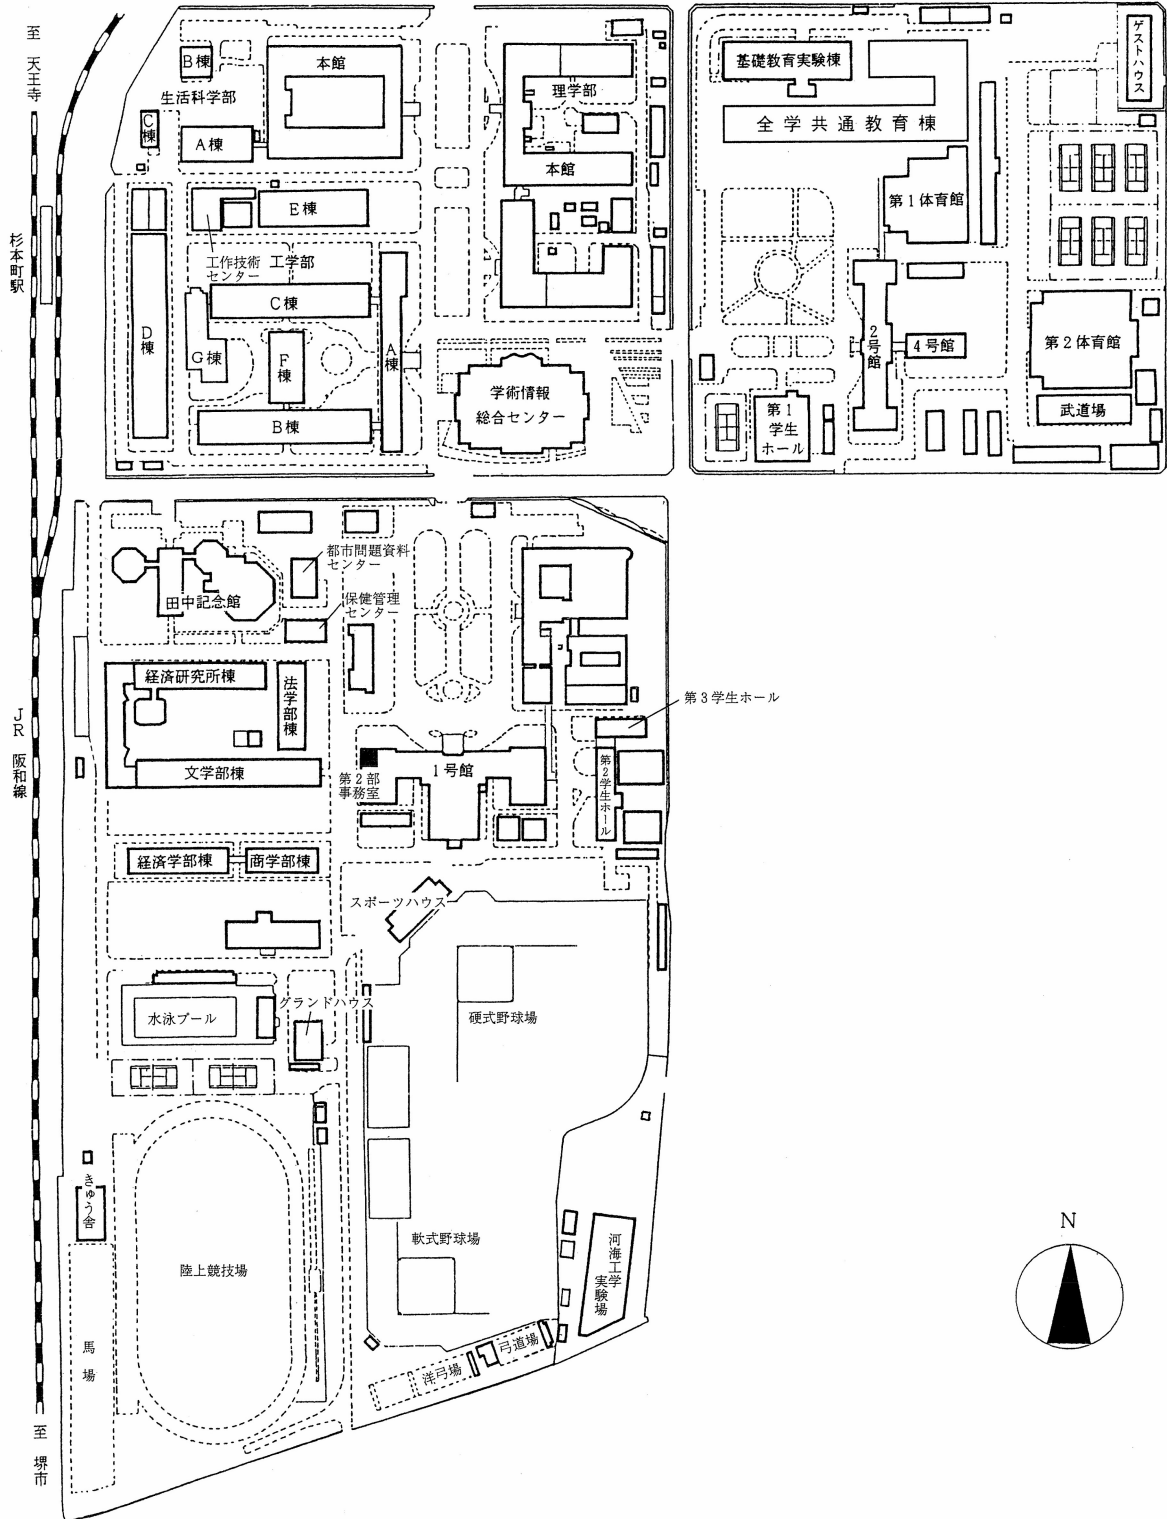 至 天王寺
杉本町駅
JR 阪和線
至 堺市
B棟
生活科学部
C棟
A棟
本館
理学部
本館
E棟
工作技術
センター
工学部
C棟
D棟
G棟
F棟
A棟
B棟
学術情報
総合センター
基礎教育実験棟
全学共通教育棟
ゲストハウス
第1体育館
2号館
4号館
第2体育館
武道場
第1
学生
ホール
都市問題資料
センター
田中記念館
保健管理
センター
経済研究所棟
法学部棟
文学部棟
第2部
事務室
1号館
第3学生ホール
第2学生ホール
経済学部棟
商学部棟
スポーツハウス
グランドハウス
水泳プール
硬式野球場
きゅう舎
陸上競技場
馬場
軟式野球場
河海工学
実験場
弓道場
洋弓場
N